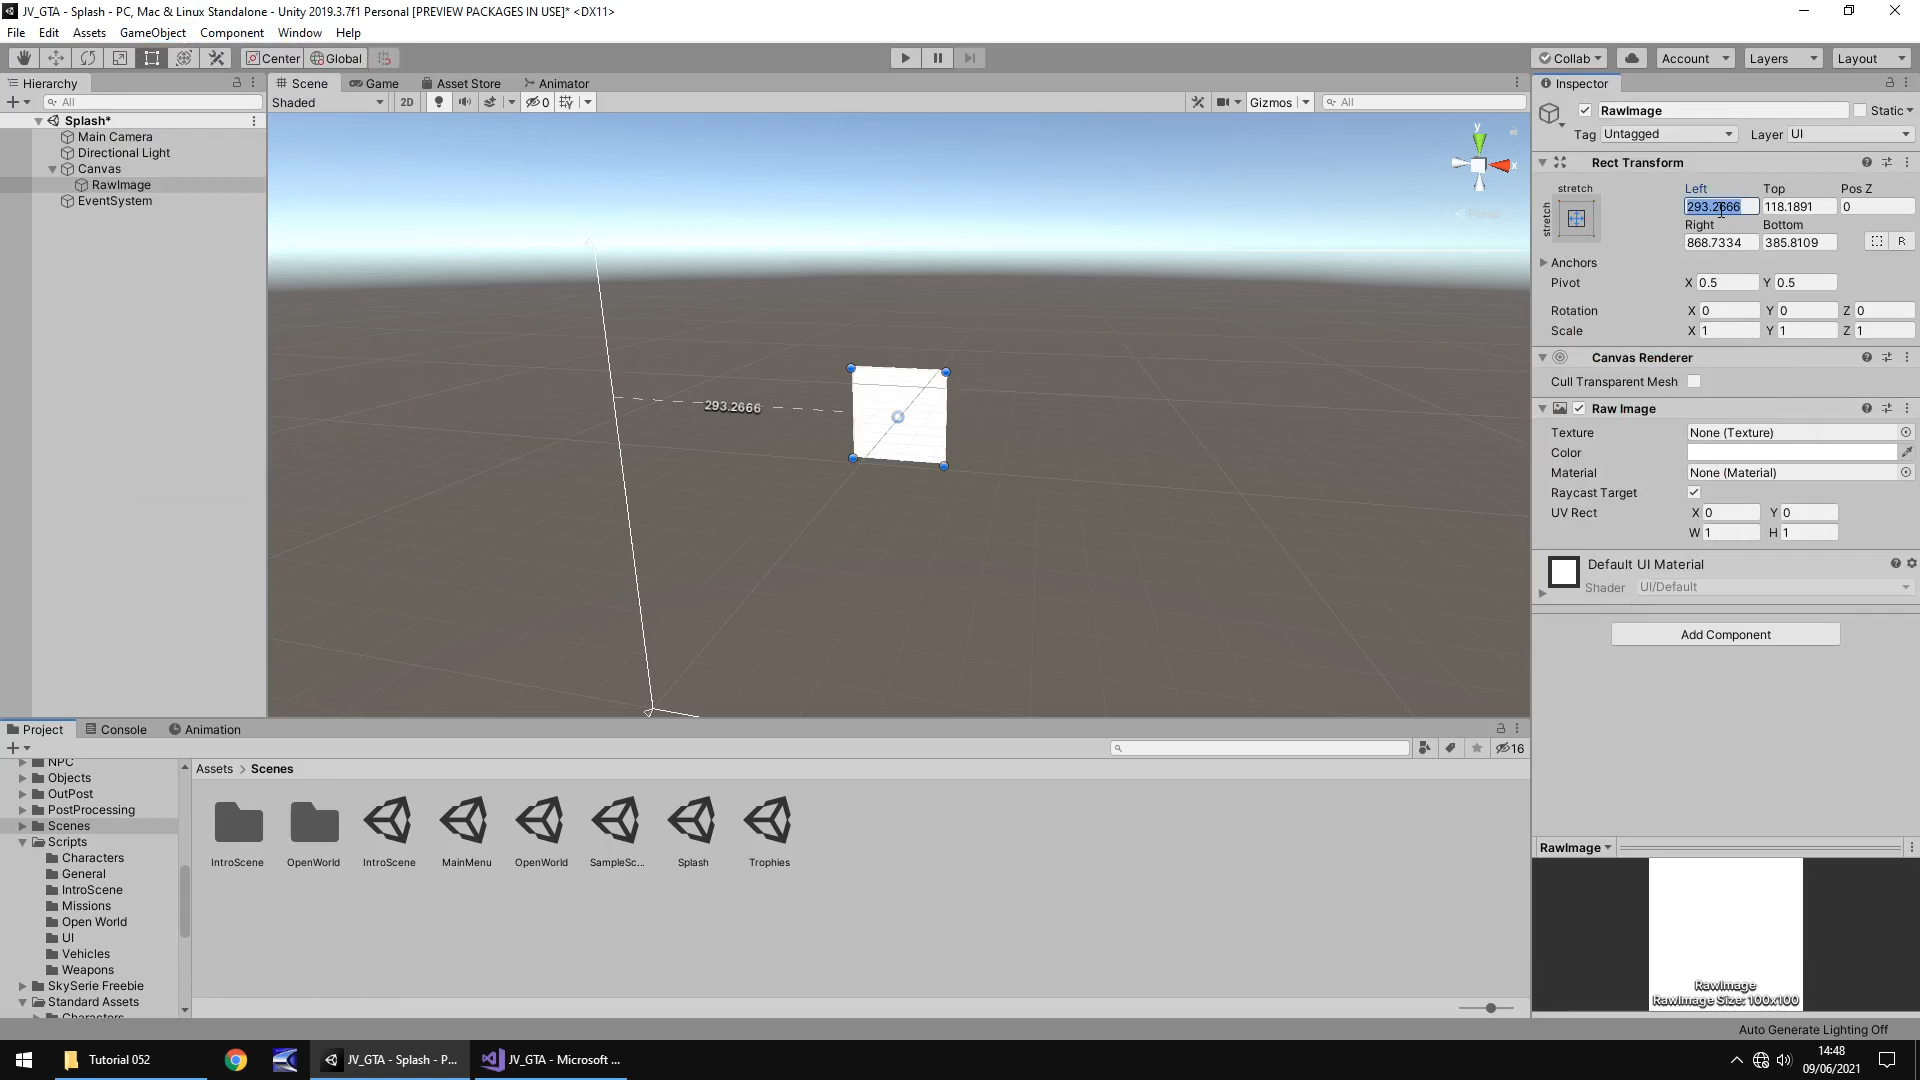 JV_GTA - Splash - PC, Mac & Linux Standalone - Unity 2019.3.7f1 Personal [PREVIEW PACKAGES IN USE]* <DX11>
File Edit Assets GameObject Component Window Help
Center Global Collab Account Layers Layout
Hierarchy Scene Game Asset Store Animator Inspector
All Shaded 2D 0 Gizmos All
Splash*
Main Camera
Directional Light
Canvas
RawImage
EventSystem
y
x
Persp
293.2666
RawImage Static
Tag Untagged Layer UI
Rect Transform
stretch Left Top Pos Z
stretch 293.2666 118.1891 0
Right Bottom
868.7334 385.8109 R
Anchors
Pivot X 0.5 Y 0.5
Rotation X 0 Y 0 Z 0
Scale X 1 Y 1 Z 1
Canvas Renderer
Cull Transparent Mesh
Raw Image
Texture None (Texture)
Color
Material None (Material)
Raycast Target
UV Rect X 0 Y 0
W 1 H 1
Default UI Material
Shader UI/Default
Add Component
Project Console Animation
16
NPC
Objects
OutPost
PostProcessing
Scenes
Scripts
Characters
General
IntroScene
Missions
Open World
UI
Vehicles
Weapons
SkySerie Freebie
Standard Assets
Characters
Assets > Scenes
IntroScene OpenWorld IntroScene MainMenu OpenWorld SampleSc... Splash Trophies
RawImage
RawImage
RawImage Size: 100x100
Auto Generate Lighting Off
Tutorial 052 JV_GTA - Splash - P... JV_GTA - Microsoft ...
14:48
09/06/2021